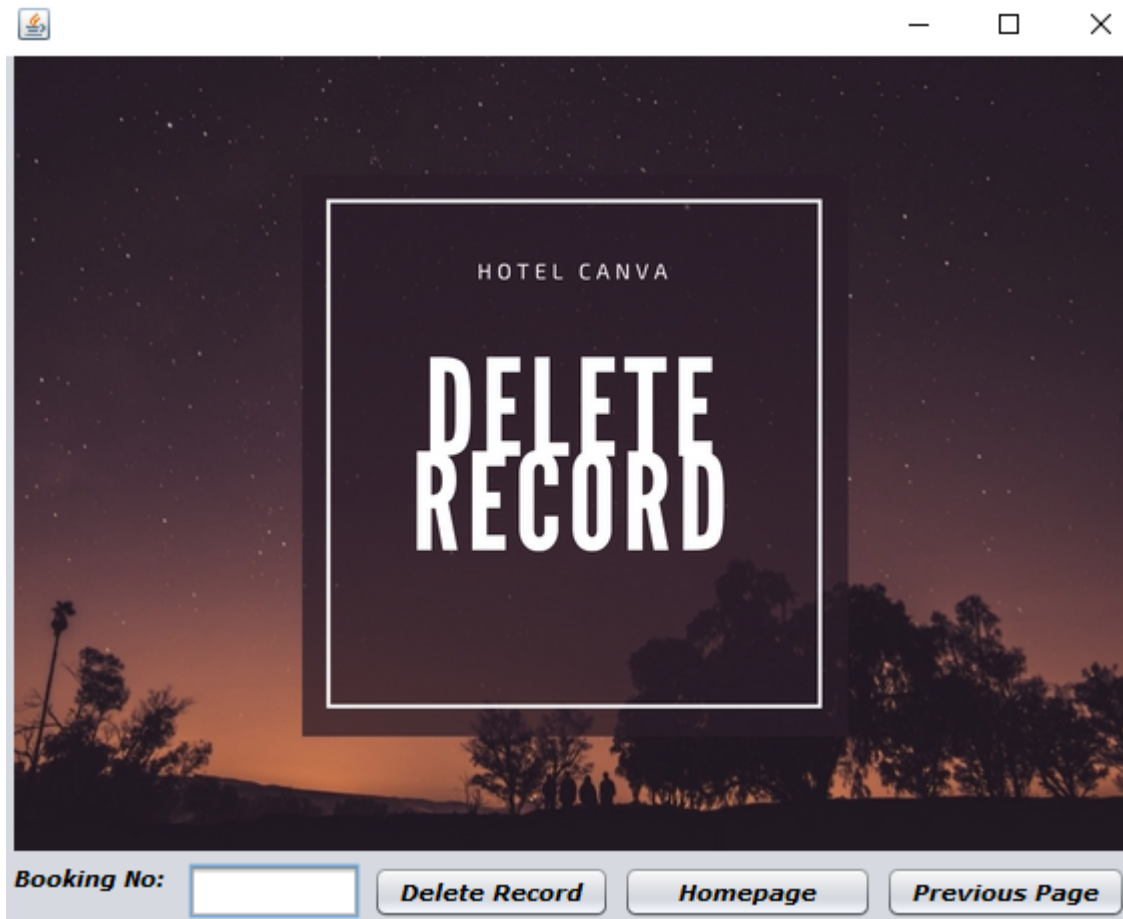 HOTEL CANVA
DELETE
RECORD
Booking No: Delete Record Homepage Previous Page